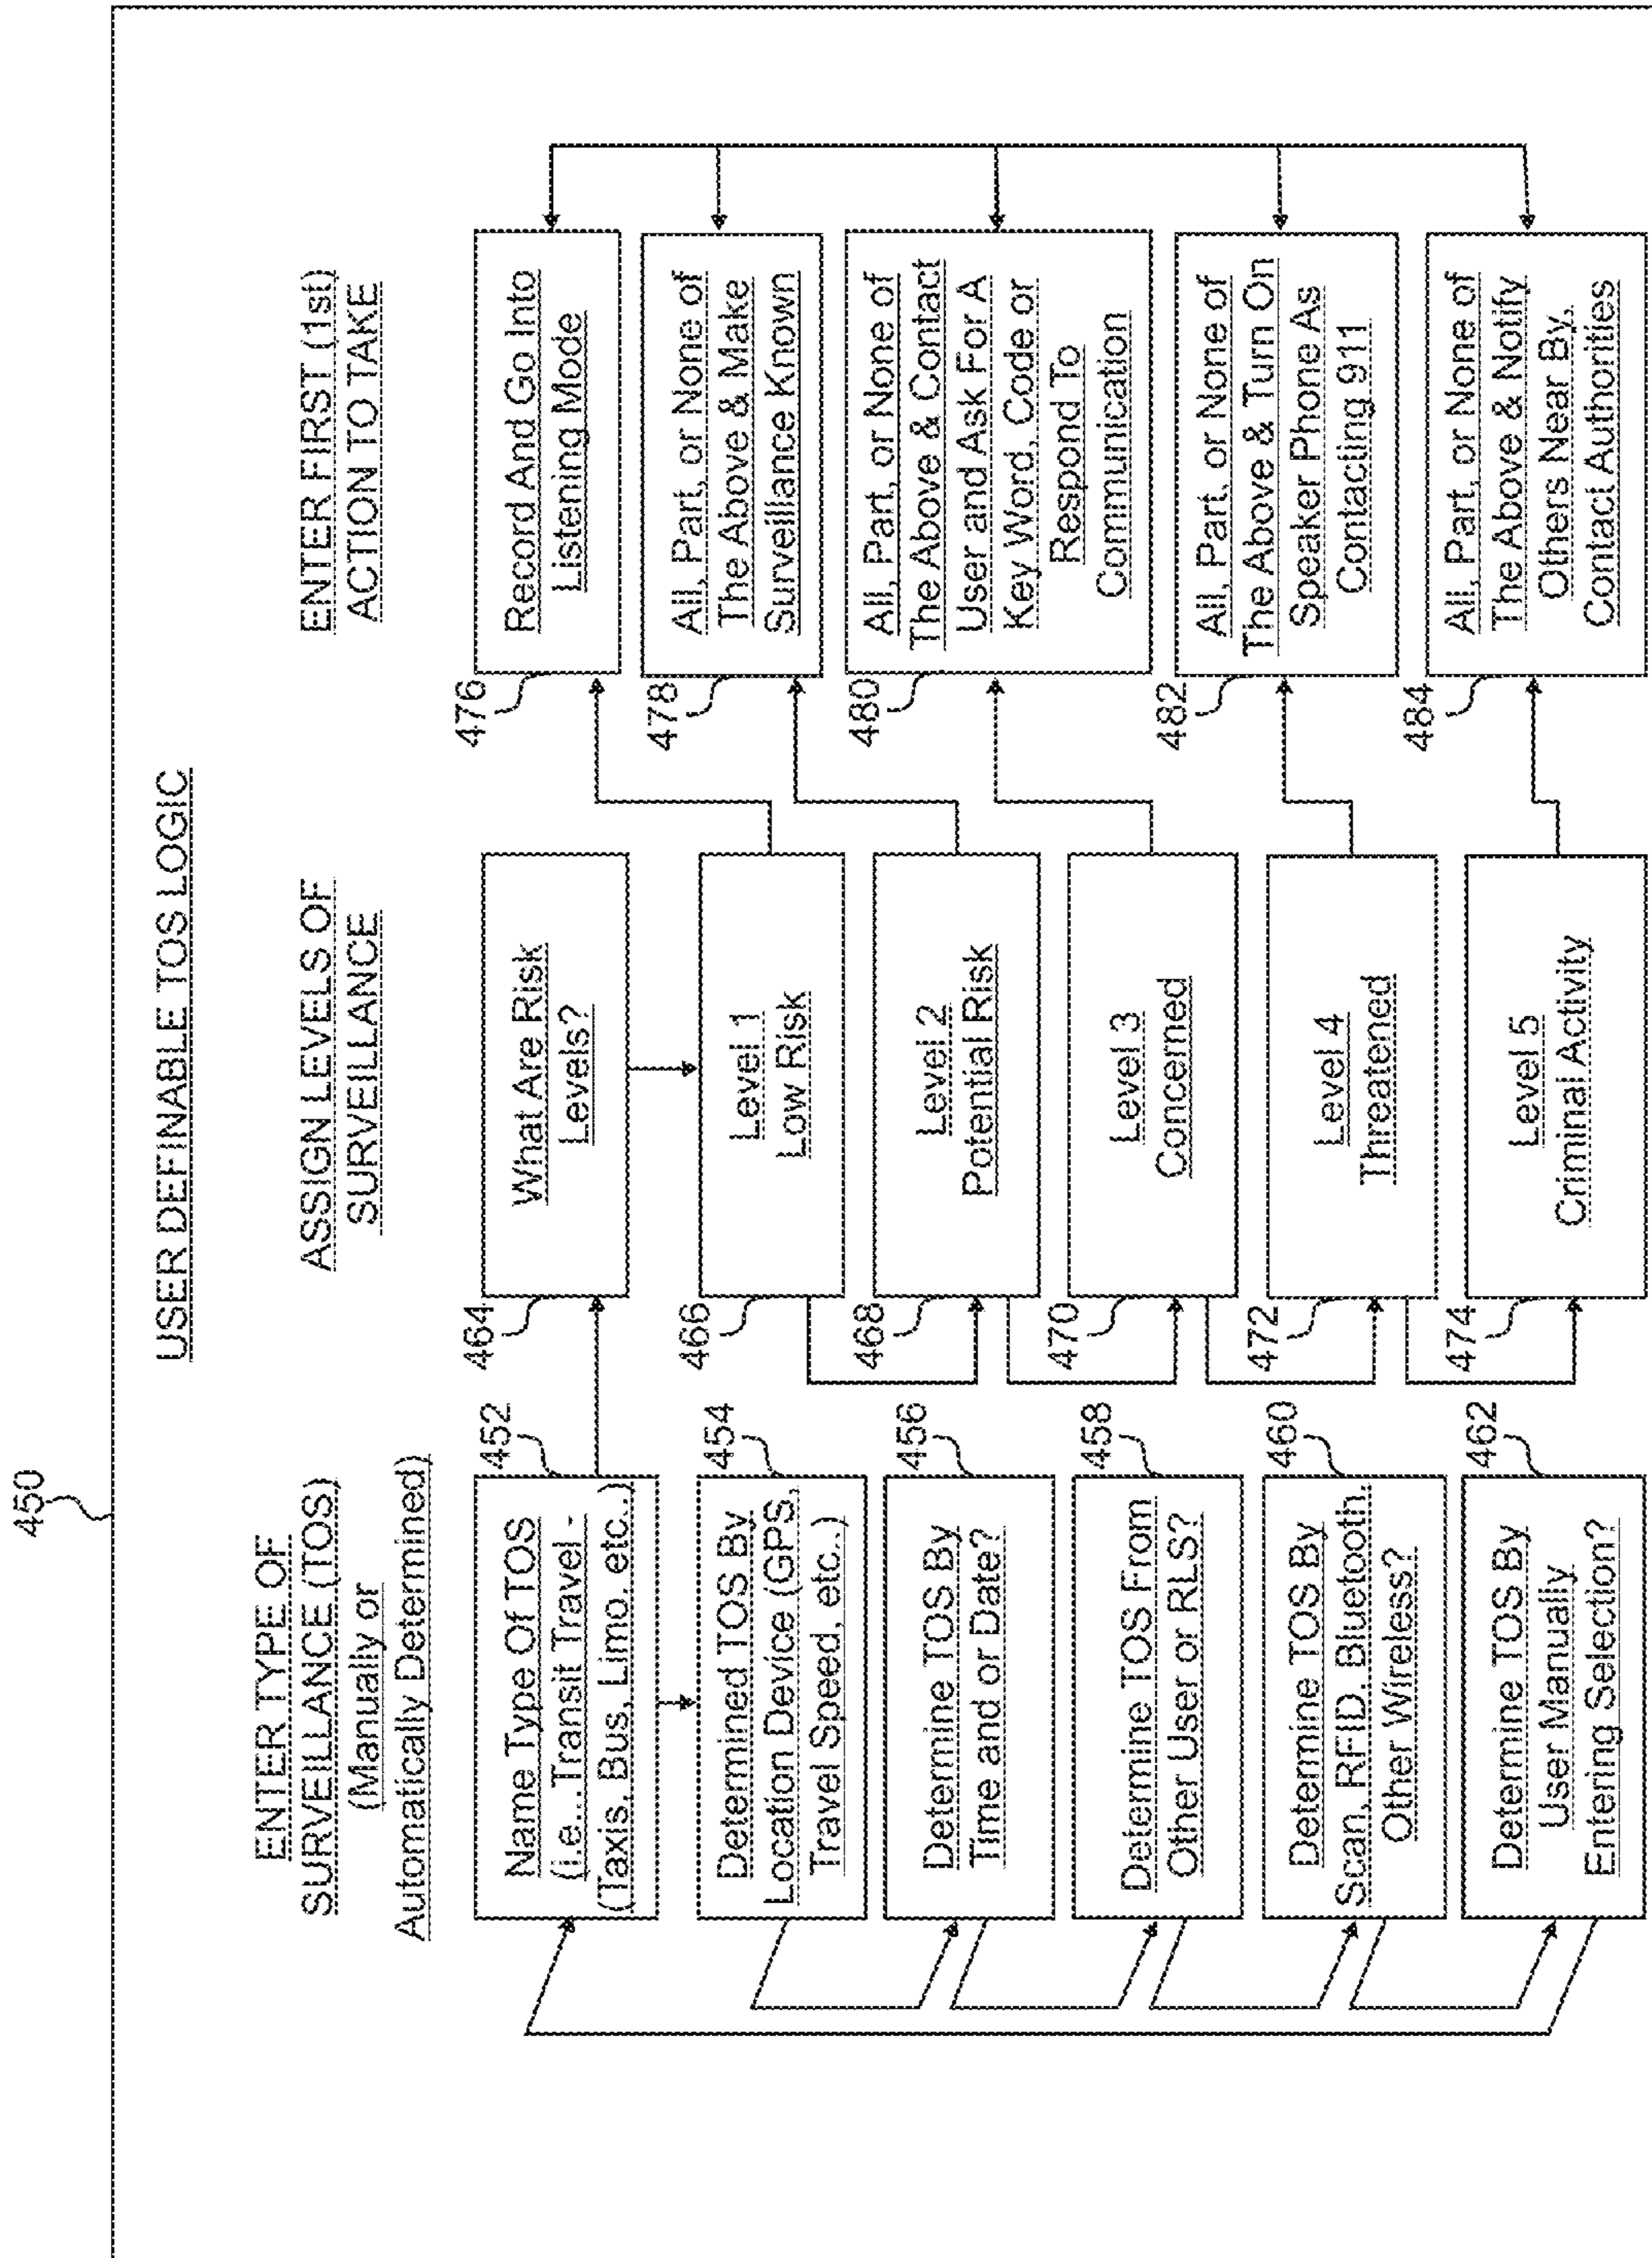 450
USER DEFINABLE TOS LOGIC
ENTER TYPE OF
SURVEILLANCE (TOS)
(Manually or
Automatically Determined)
452
Name Type Of TOS
(i.e...Transit Travel -
(Taxis, Bus, Limo. etc..)
454
Determined TOS By
Location Device (GPS,
Travel Speed, etc..)
456
Determine TOS By
Time and or Date?
458
Determine TOS From
Other User or RLS?
460
Determine TOS By
Scan, RFID, Bluetooth.
Other Wireless?
462
Determine TOS By
User Manually
Entering Selection?
ASSIGN LEVELS OF
SURVEILLANCE
464
What Are Risk
Levels?
466
Level 1
Low Risk
468
Level 2
Potential Risk
470
Level 3
Concerned
472
Level 4
Threatened
474
Level 5
Criminal Activity
ENTER FIRST (1st)
ACTION TO TAKE
476
Record And Go Into
Listening Mode
478
All, Part, or None of
The Above & Make
Surveillance Known
480
All, Part, or None of
The Above & Contact
User and Ask For A
Key Word, Code or
Respond To
Communication
482
All, Part, or None of
The Above & Turn On
Speaker Phone As
Contacting 911
484
All, Part, or None of
The Above & Notify
Others Near By,
Contact Authorities